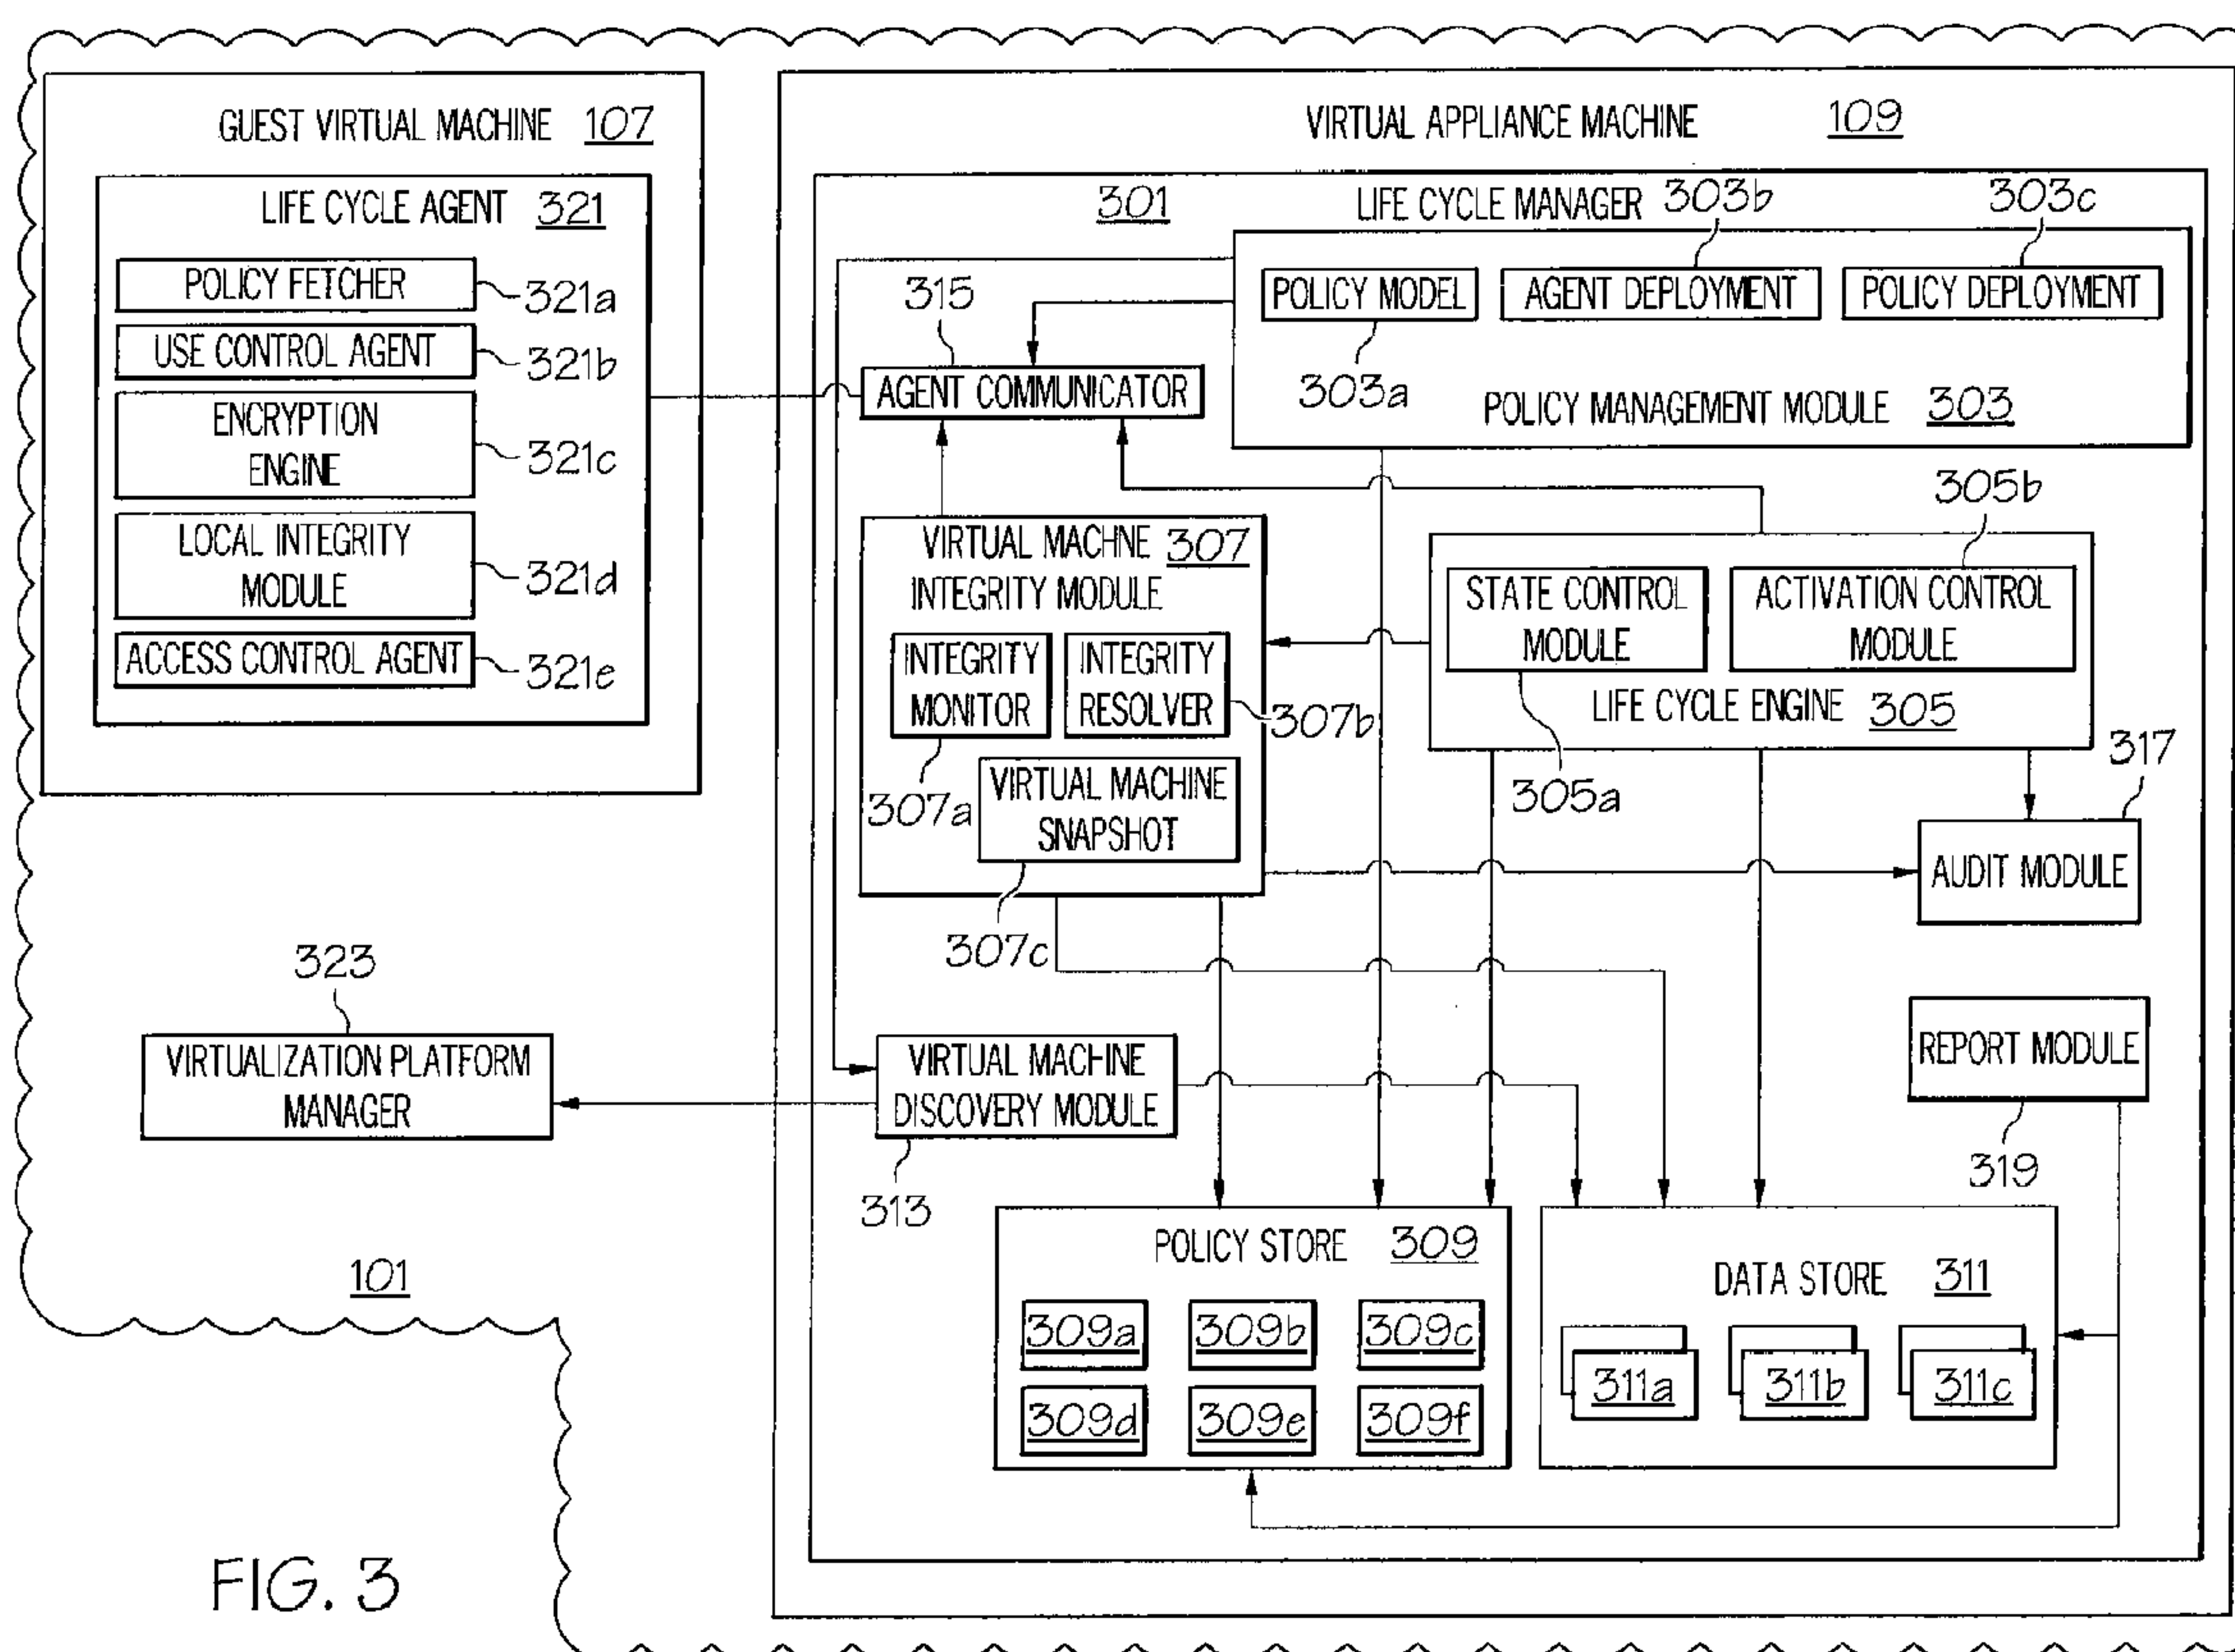 GUEST VIRTUAL MACHINE 107
LIFE CYCLE AGENT 321
POLICY FETCHER
321a
USE CONTROL AGENT
321b
ENCRYPTION
ENGINE
321c
LOCAL INTEGRITY
MODULE
321d
ACCESS CONTROL AGENT
321e
323
VIRTUALIZATION PLATFORM
MANAGER
101
FIG. 3
VIRTUAL APPLIANCE MACHINE 109
301
LIFE CYCLE MANAGER
303b
303c
POLICY MODEL
AGENT DEPLOYMENT
POLICY DEPLOYMENT
303a
POLICY MANAGEMENT MODULE 303
315
AGENT COMMUNICATOR
VIRTUAL MACHINE 307
INTEGRITY MODULE
INTEGRITY
MONITOR
INTEGRITY
RESOLVER
307b
307a
VIRTUAL MACHINE
SNAPSHOT
307c
305b
STATE CONTROL
MODULE
ACTIVATION CONTROL
MODULE
LIFE CYCLE ENGINE 305
305a
317
AUDIT MODULE
REPORT MODULE
319
VIRTUAL MACHINE
DISCOVERY MODULE
313
POLICY STORE 309
309a
309b
309c
309d
309e
309f
DATA STORE 311
311a
311b
311c